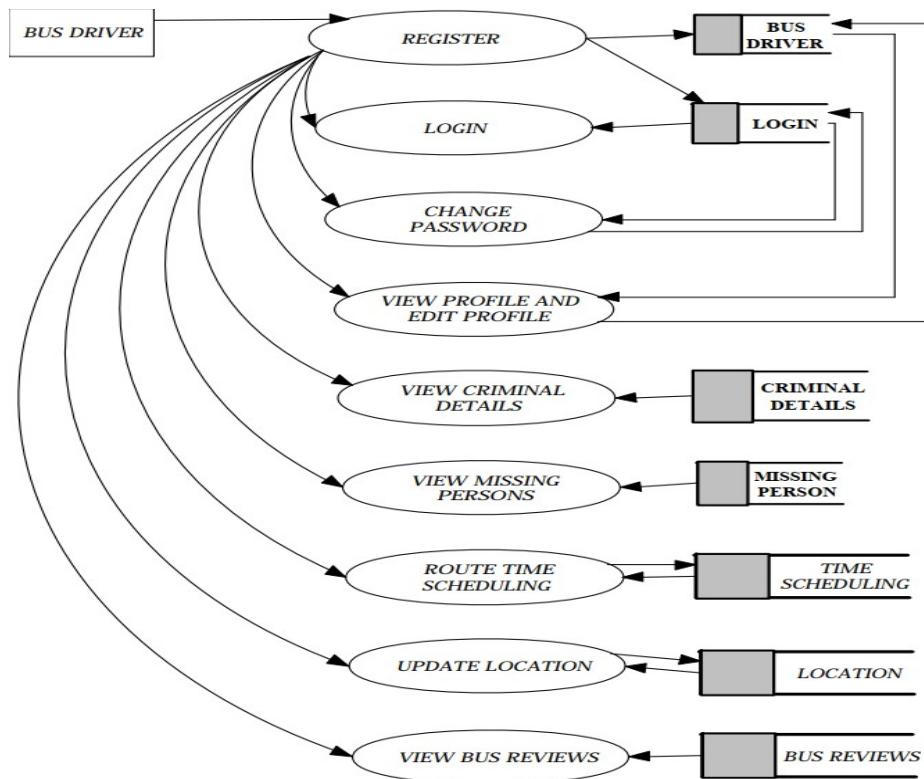 BUS DRIVER
REGISTER
BUS
DRIVER
LOGIN
LOGIN
CHANGE
PASSWORD
VIEW PROFILE AND
EDIT PROFILE
VIEW CRIMINAL
DETAILS
CRIMINAL
DETAILS
VIEW MISSING
PERSONS
MISSING
PERSON
ROUTE TIME
SCHEDULING
TIME
SCHEDULING
UPDATE LOCATION
LOCATION
VIEW BUS REVIEWS
BUS REVIEWS